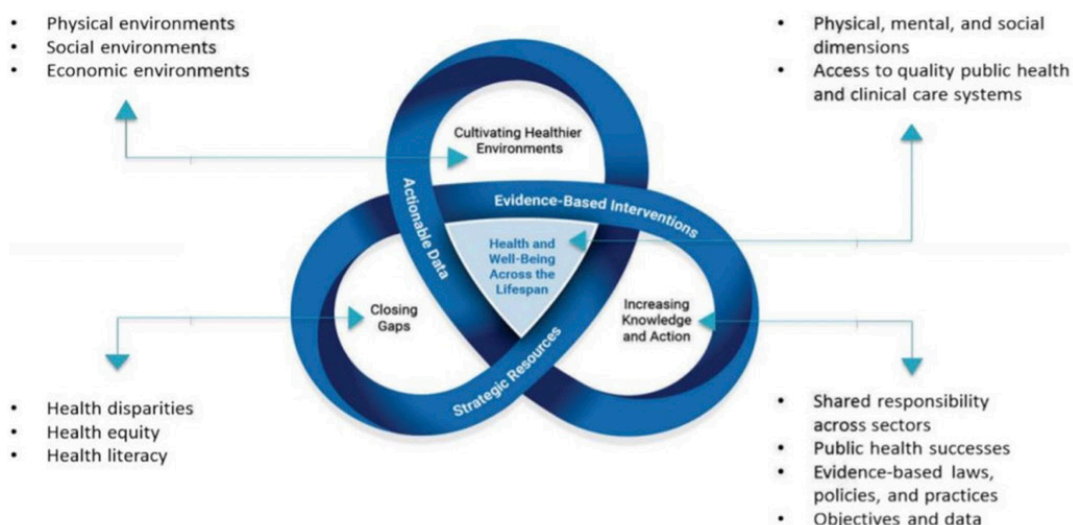 • Physical environments
• Social environments
• Economic environments
• Physical, mental, and social
dimensions
• Access to quality public health
and clinical care systems
Cultivating Healthier
Environments
Actionable Data
Evidence-Based Interventions
Health and
Well-Being
Across the
Lifespan
Closing
Gaps
Increasing
Knowledge
and Action
Strategic Resources
• Health disparities
• Health equity
• Health literacy
• Shared responsibility
across sectors
• Public health successes
• Evidence-based laws,
policies, and practices
• Objectives and data